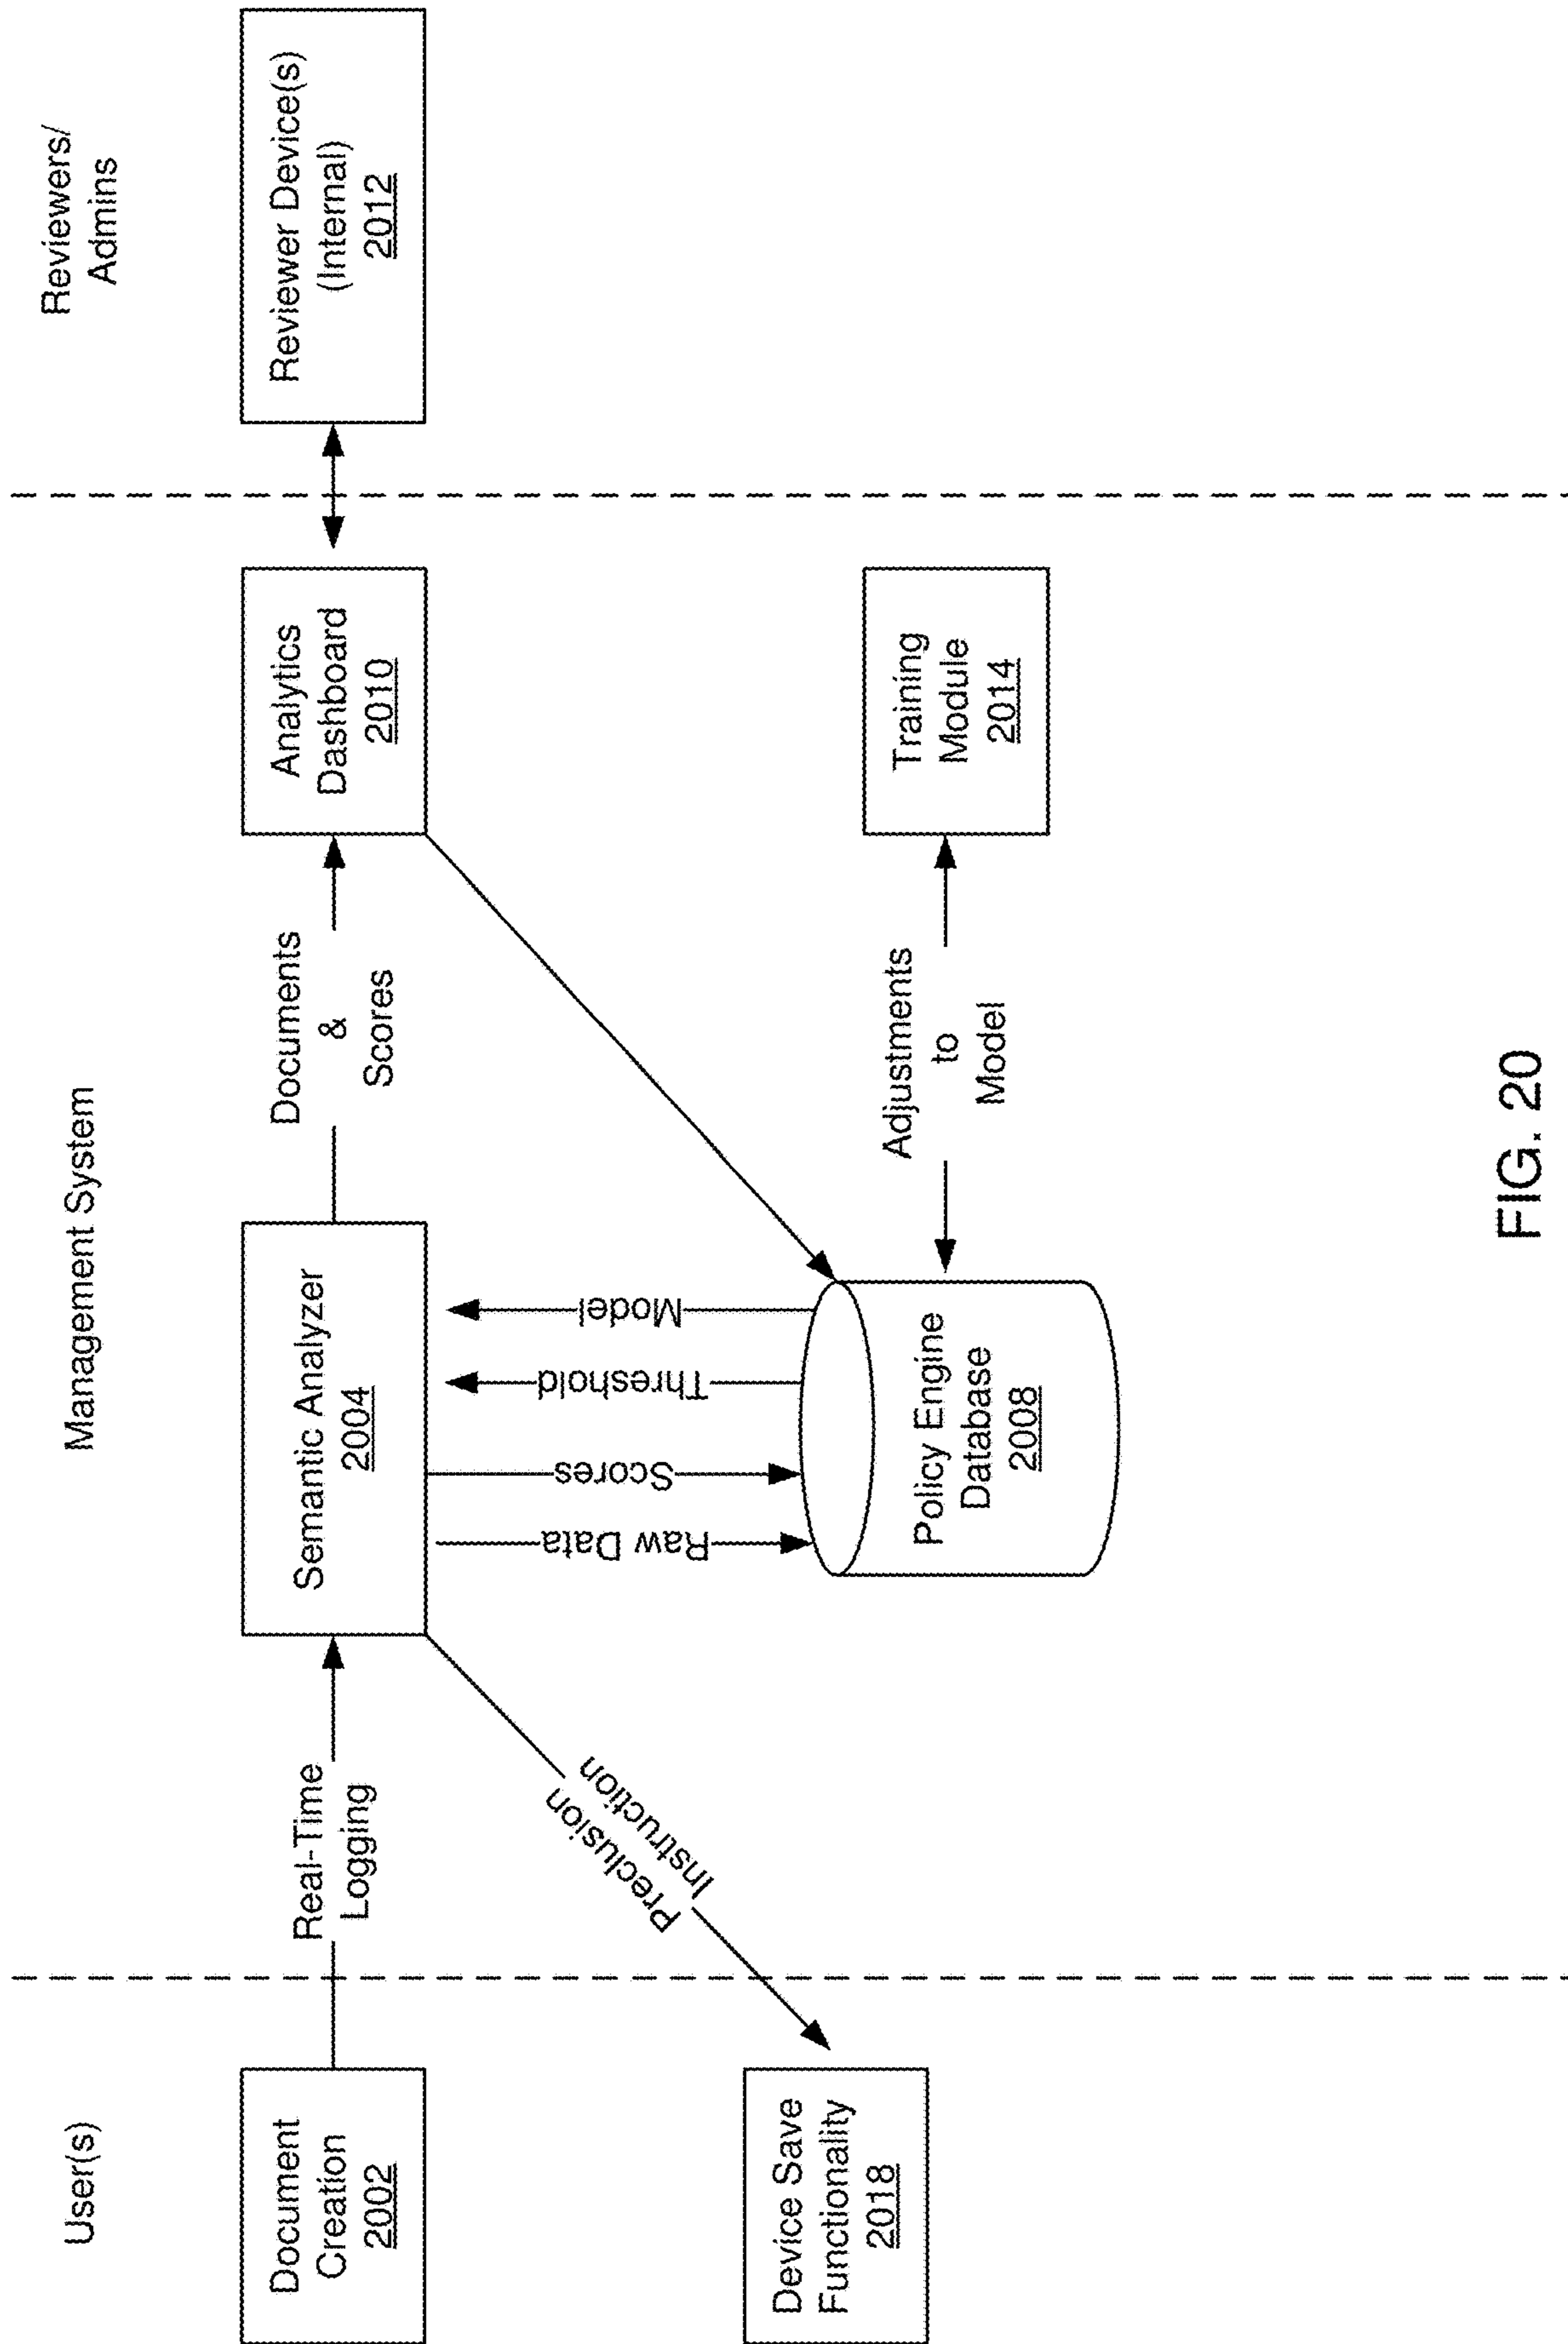 User(s)
Management System
Reviewers/
Admins
Document
Creation
2002
Real-Time
Logging
Semantic Analyzer
2004
Documents
&
Scores
Analytics
Dashboard
2010
Reviewer Device(s)
(Internal)
2012
Preclusion
Instruction
Raw Data
Scores
Threshold
Model
Device Save
Functionality
2018
Policy Engine
Database
2008
Adjustments
to
Model
Training
Module
2014
FIG. 20